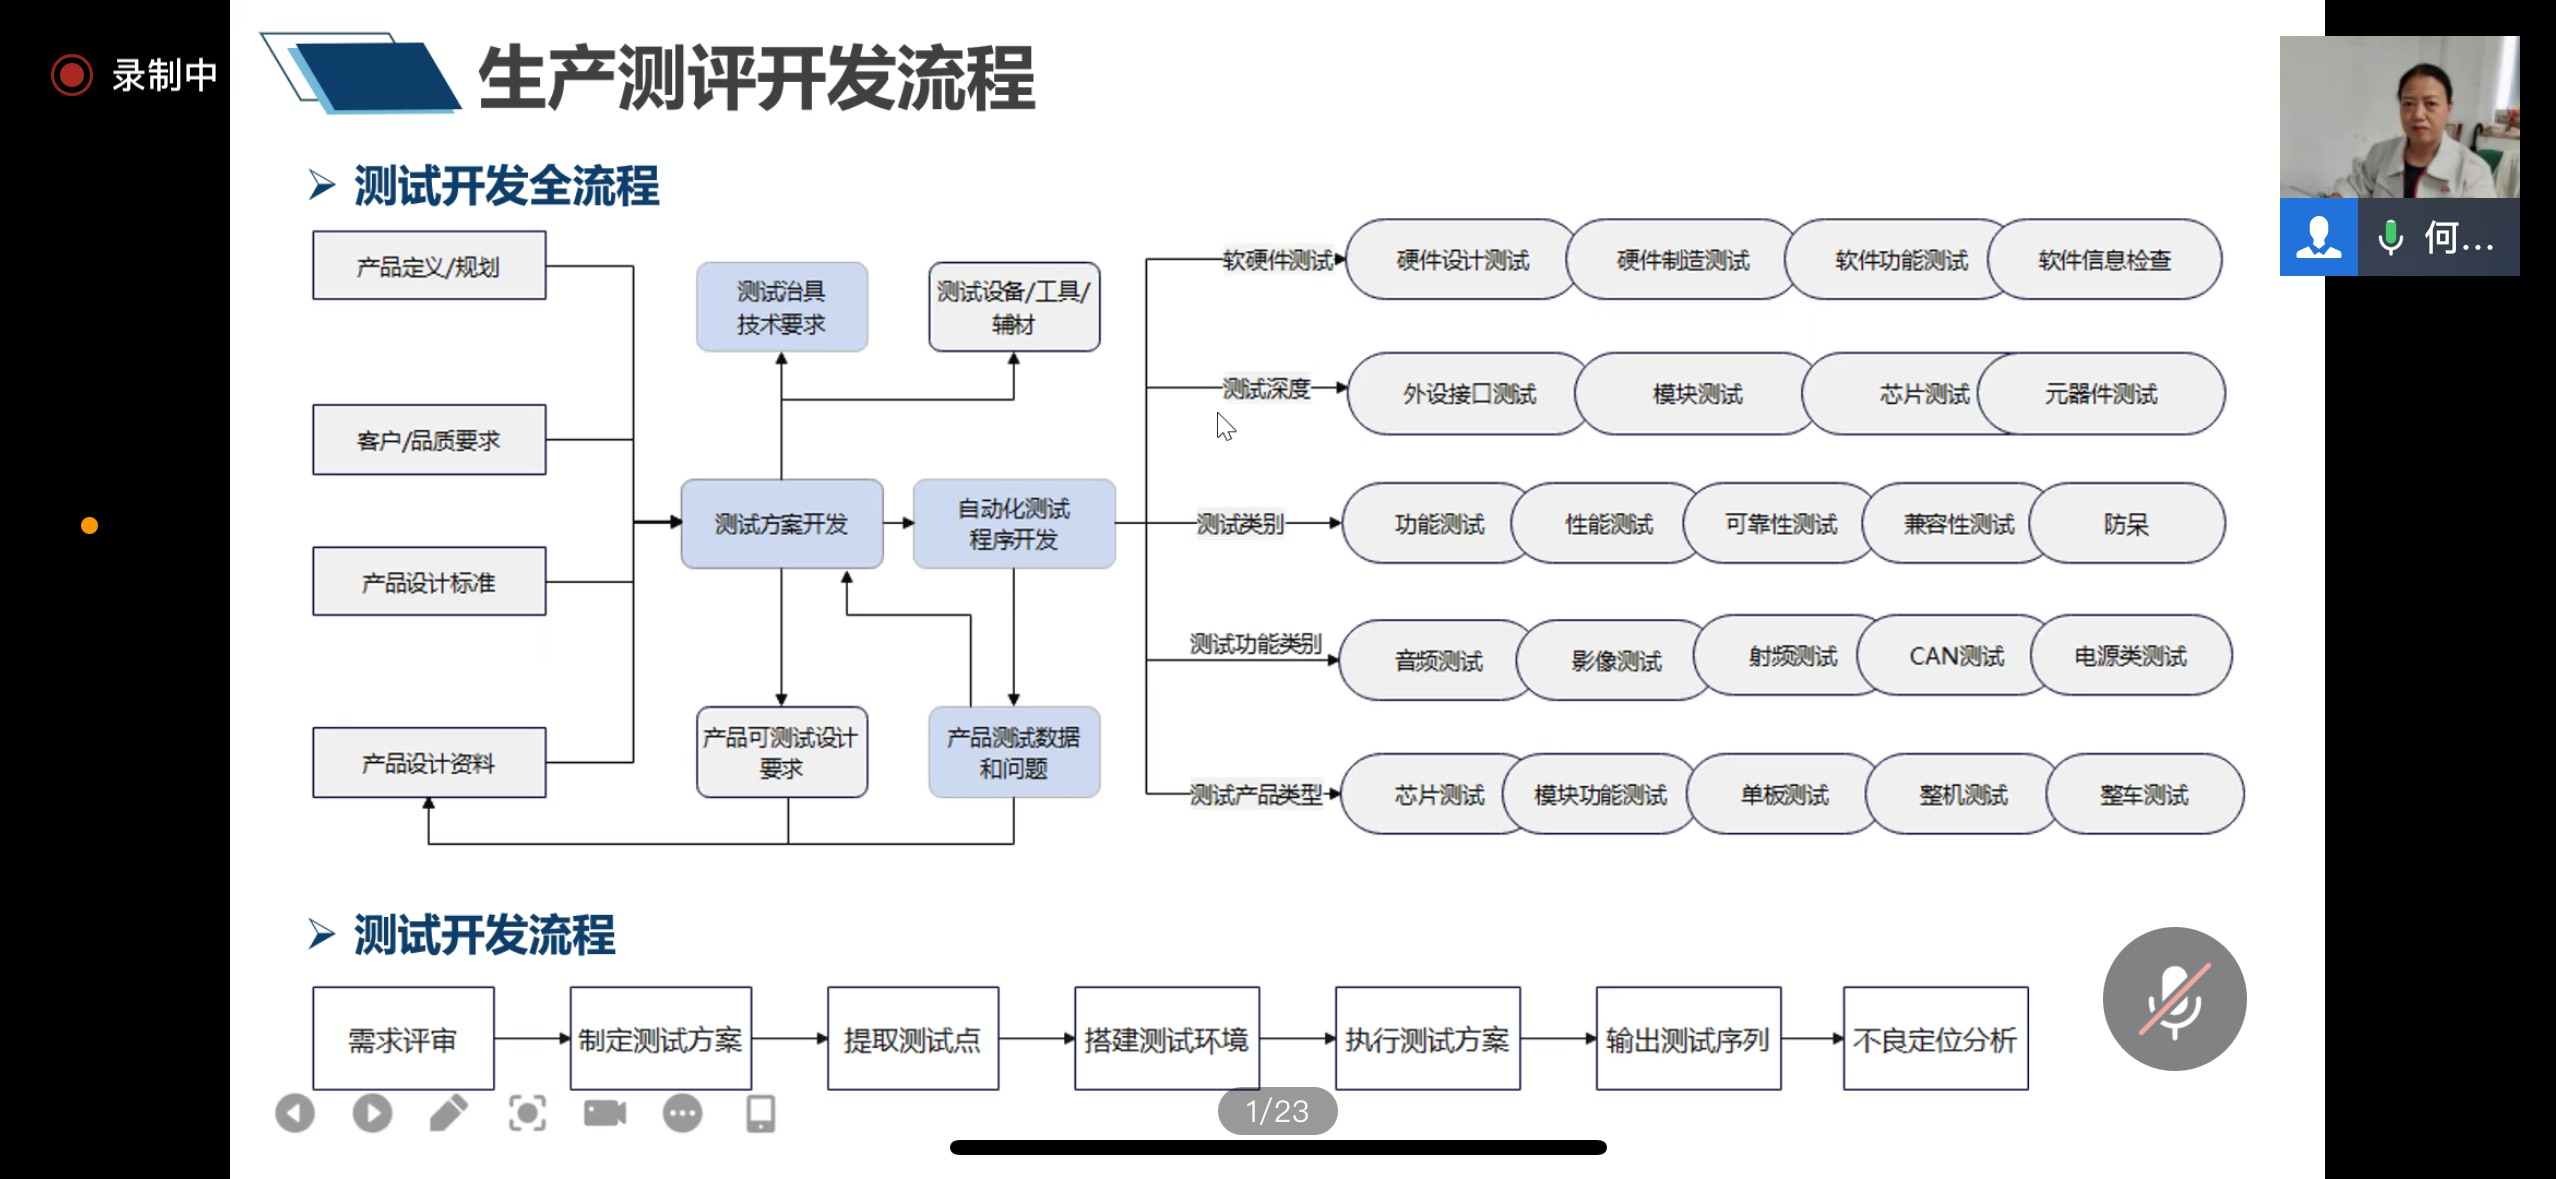 录制中
生产测评开发流程
何...
测试开发全流程
产品定义/规划
客户/品质要求
产品设计标准
产品设计资料
测试治具
技术要求
测试设备/工具/
辅材
测试方案开发
自动化测试
程序开发
产品可测试设计
要求
产品测试数据
和问题
软硬件测试
硬件设计测试
硬件制造测试
软件功能测试
软件信息检查
测试深度
外设接口测试
模块测试
芯片测试
元器件测试
测试类别
功能测试
性能测试
可靠性测试
兼容性测试
防呆
测试功能类别
音频测试
影像测试
射频测试
CAN测试
电源类测试
测试产品类型
芯片测试
模块功能测试
单板测试
整机测试
整车测试
测试开发流程
需求评审
制定测试方案
提取测试点
搭建测试环境
执行测试方案
输出测试序列
不良定位分析
1/23